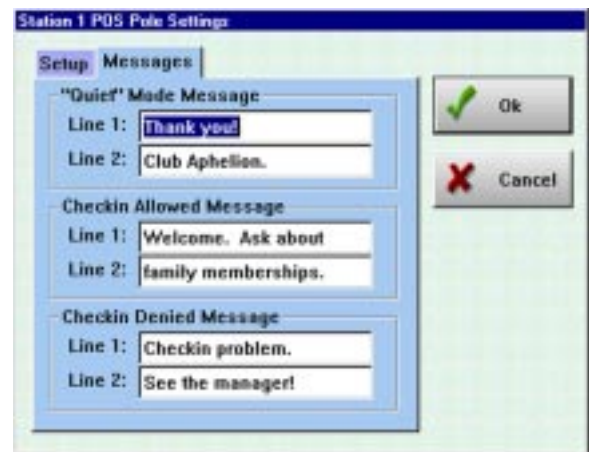 Station 1 POS Pole Settings
Setup Messages
"Quiet" Mode Message
Line 1: Thank you!
Line 2: Club Aphelion.
Checkin Allowed Message
Line 1: Welcome. Ask about
Line 2: family memberships.
Checkin Denied Message
Line 1: Checkin problem.
Line 2: See the manager!
Ok
Cancel